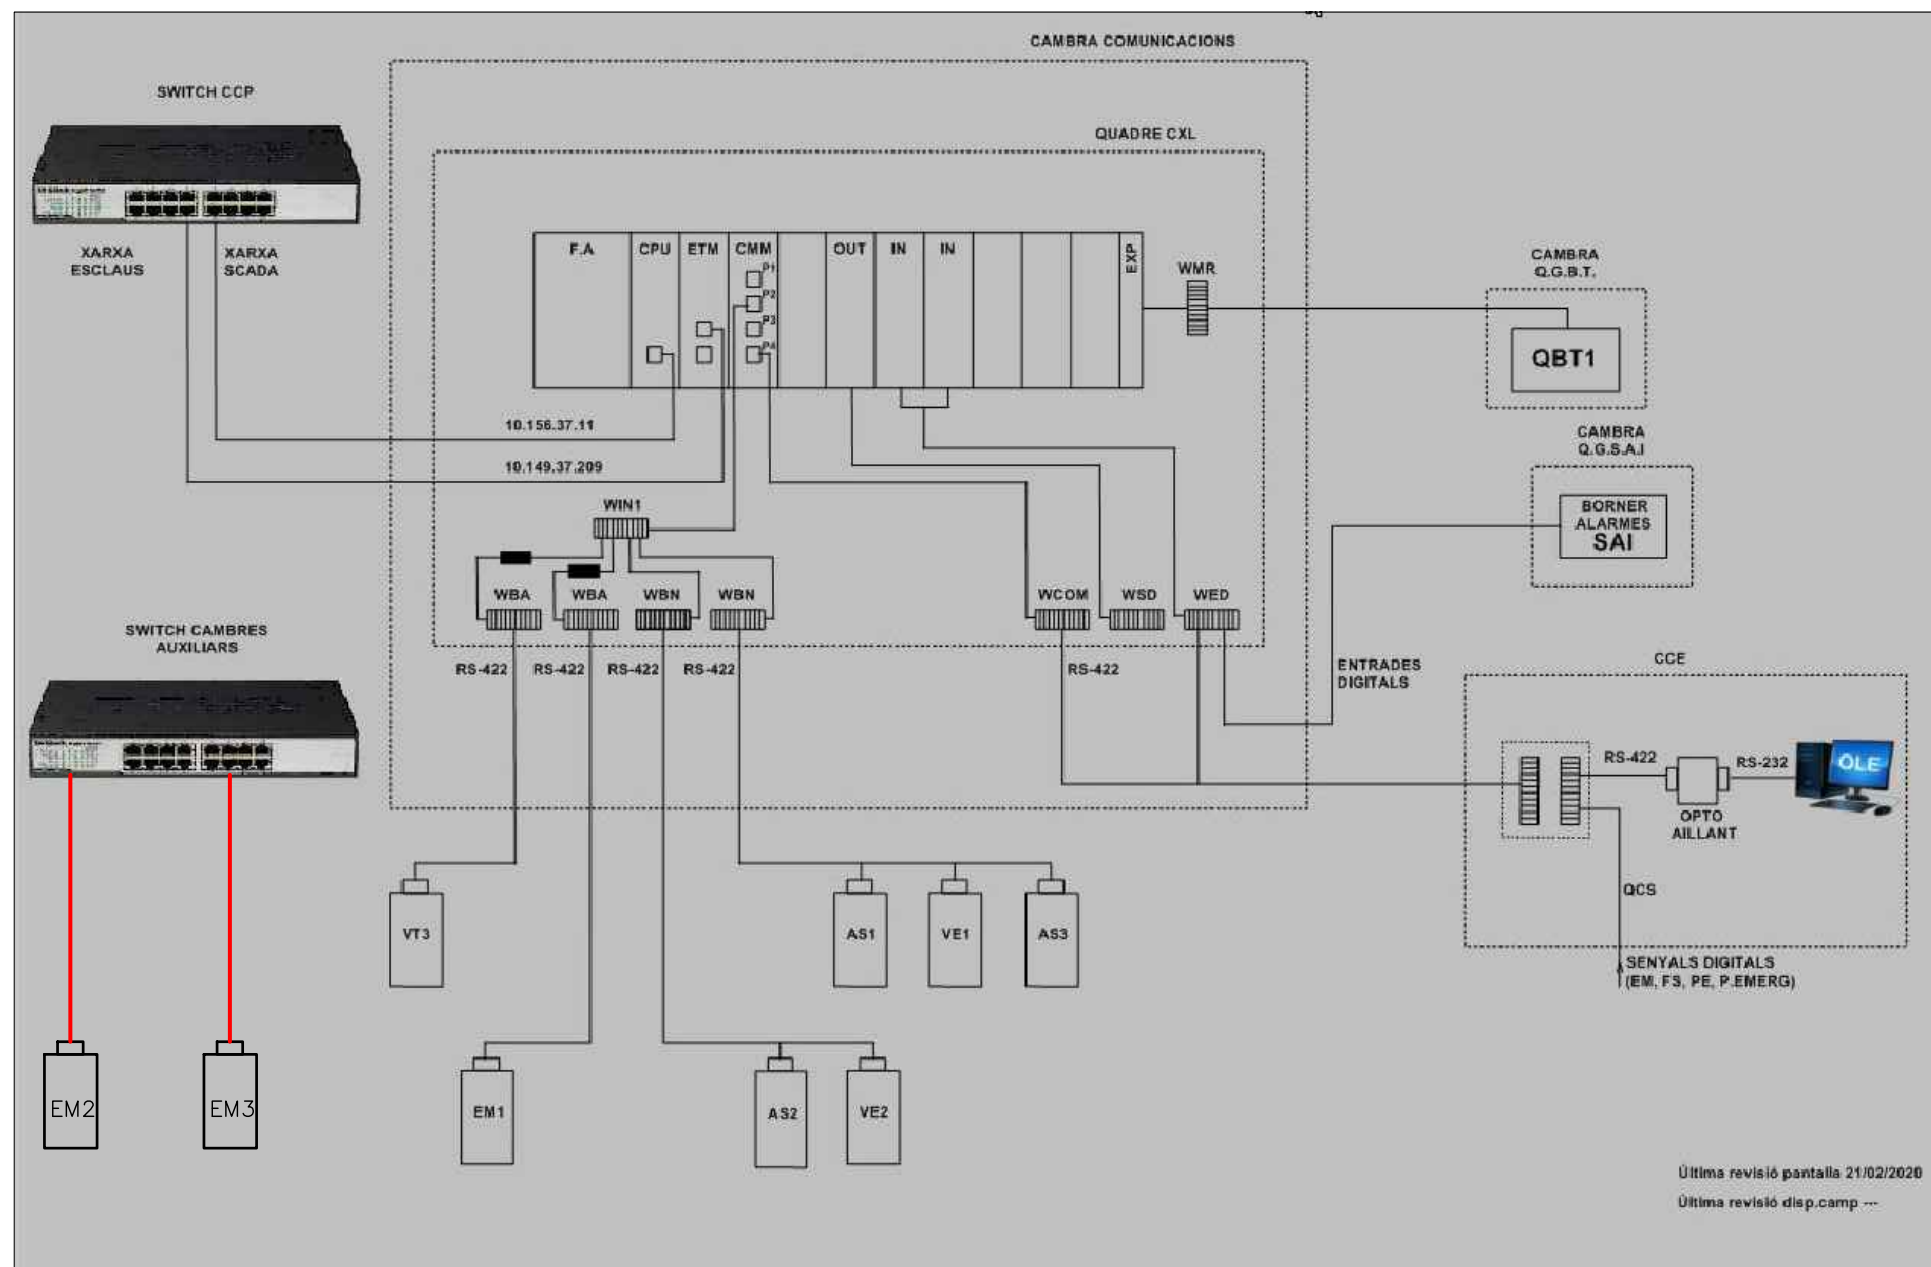 CAMBRA COMUNICACIONS
SWITCH CCP
QUADRE CXL
XARXA
ESCLAUS
XARXA
SCADA
F.A
CPU
ETM
CMM
OUT
IN
IN
EXP
P1
P2
P3
P4
WMR
CAMBRA
Q.G.B.T.
QBT1
10.156.37.11
10.149.37.209
CAMBRA
Q.G.S.A.I
BORNER
ALARMES
SAI
WIN1
WBA
WBA
WBN
WBN
WCOM
WSD
WED
SWITCH CAMBRES
AUXILIARS
RS-422
RS-422
RS-422
RS-422
RS-422
ENTRADES
DIGITALS
CCE
RS-422
RS-232
OLE
OPTO
AILLANT
QCS
SENYALS DIGITALS
(EM, FS, PE, P.EMERG)
VT3
AS1
VE1
AS3
EM2
EM3
EM1
AS2
VE2
Última revisió pantalla 21/02/2020
Última revisió disp.camp ---